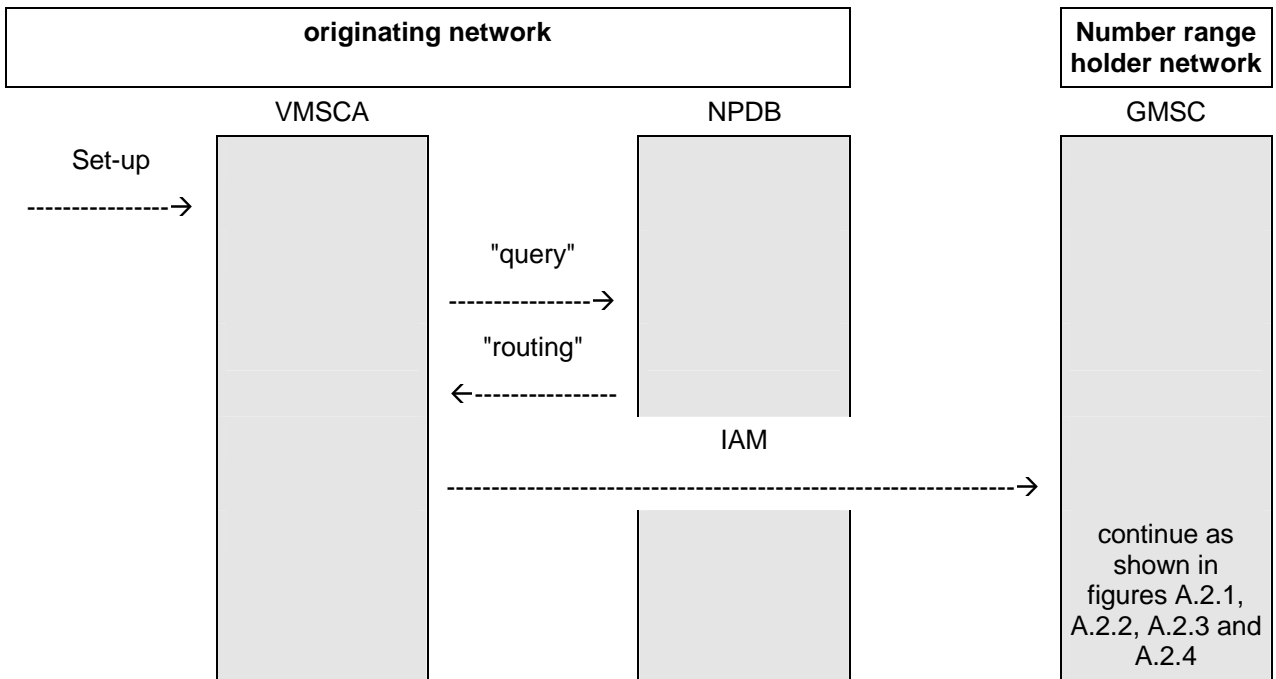 originating network
Number range
holder network
VMSCA
NPDB
GMSC
Set-up
"query"
"routing"
IAM
continue as
shown in
figures A.2.1,
A.2.2, A.2.3 and
A.2.4